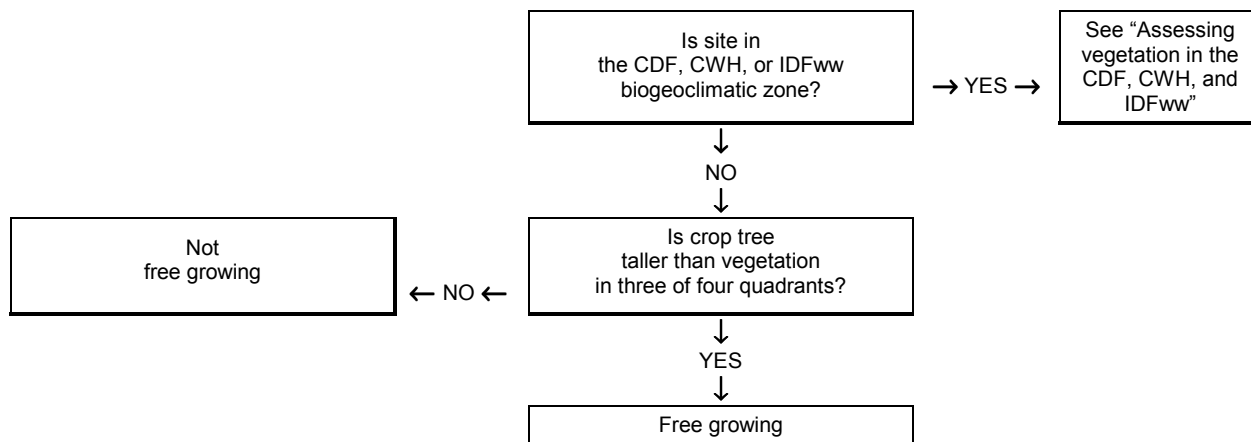 Is site in
the CDF, CWH, or IDFww
biogeoclimatic zone?
YES
See “Assessing
vegetation in the
CDF, CWH, and
IDFww”
NO
Is crop tree
taller than vegetation
in three of four quadrants?
NO
Not
free growing
YES
Free growing